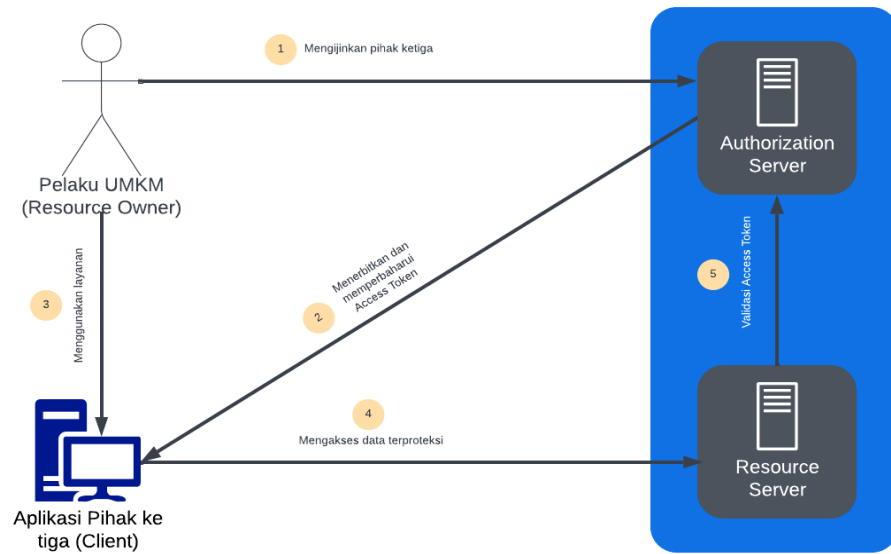 1
Mengijinkan pihak ketiga
Authorization
Server
Pelaku UMKM
(Resource Owner)
2
Menerbitkan dan
memperbaharui
Access Token
3
Menggunakan layanan
5
Validasi Access Token
4
Mengakses data terproteksi
Resource
Server
Aplikasi Pihak ke
tiga (Client)